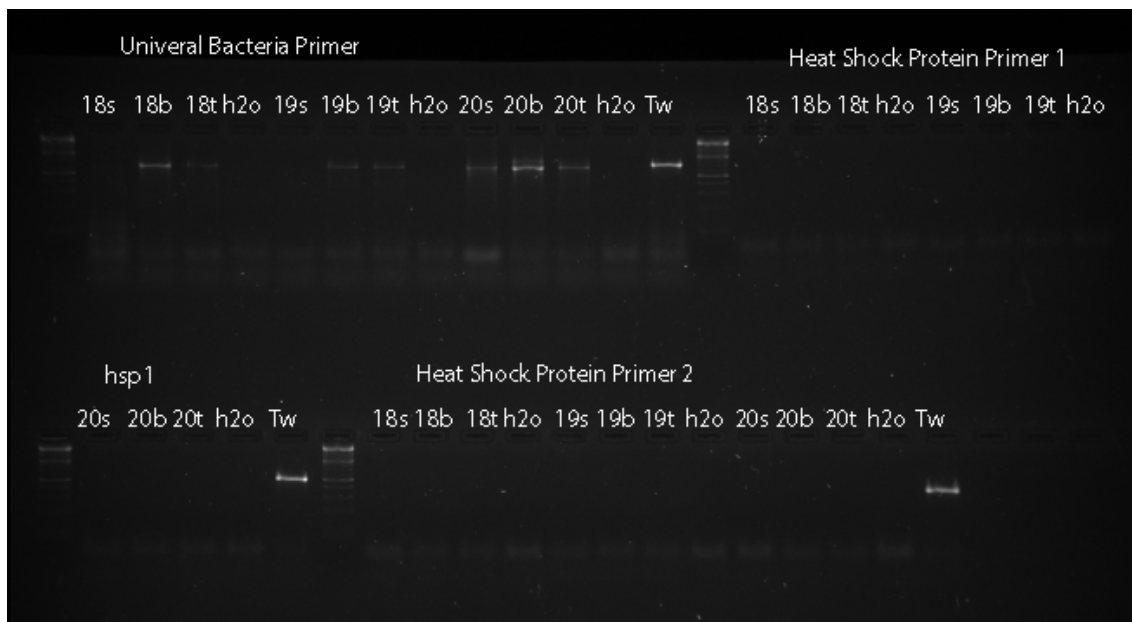 Univeral Bacteria Primer
Heat Shock Protein Primer 1
18s 18b 18t h2o 19s 19b 19t h2o 20s 20b 20t h2o Tw
18s 18b 18t h2o 19s 19b 19t h2o
hsp1
Heat Shock Protein Primer 2
20s 20b 20t h2o Tw
18s 18b 18t h2o 19s 19b 19t h2o 20s 20b 20t h2o Tw